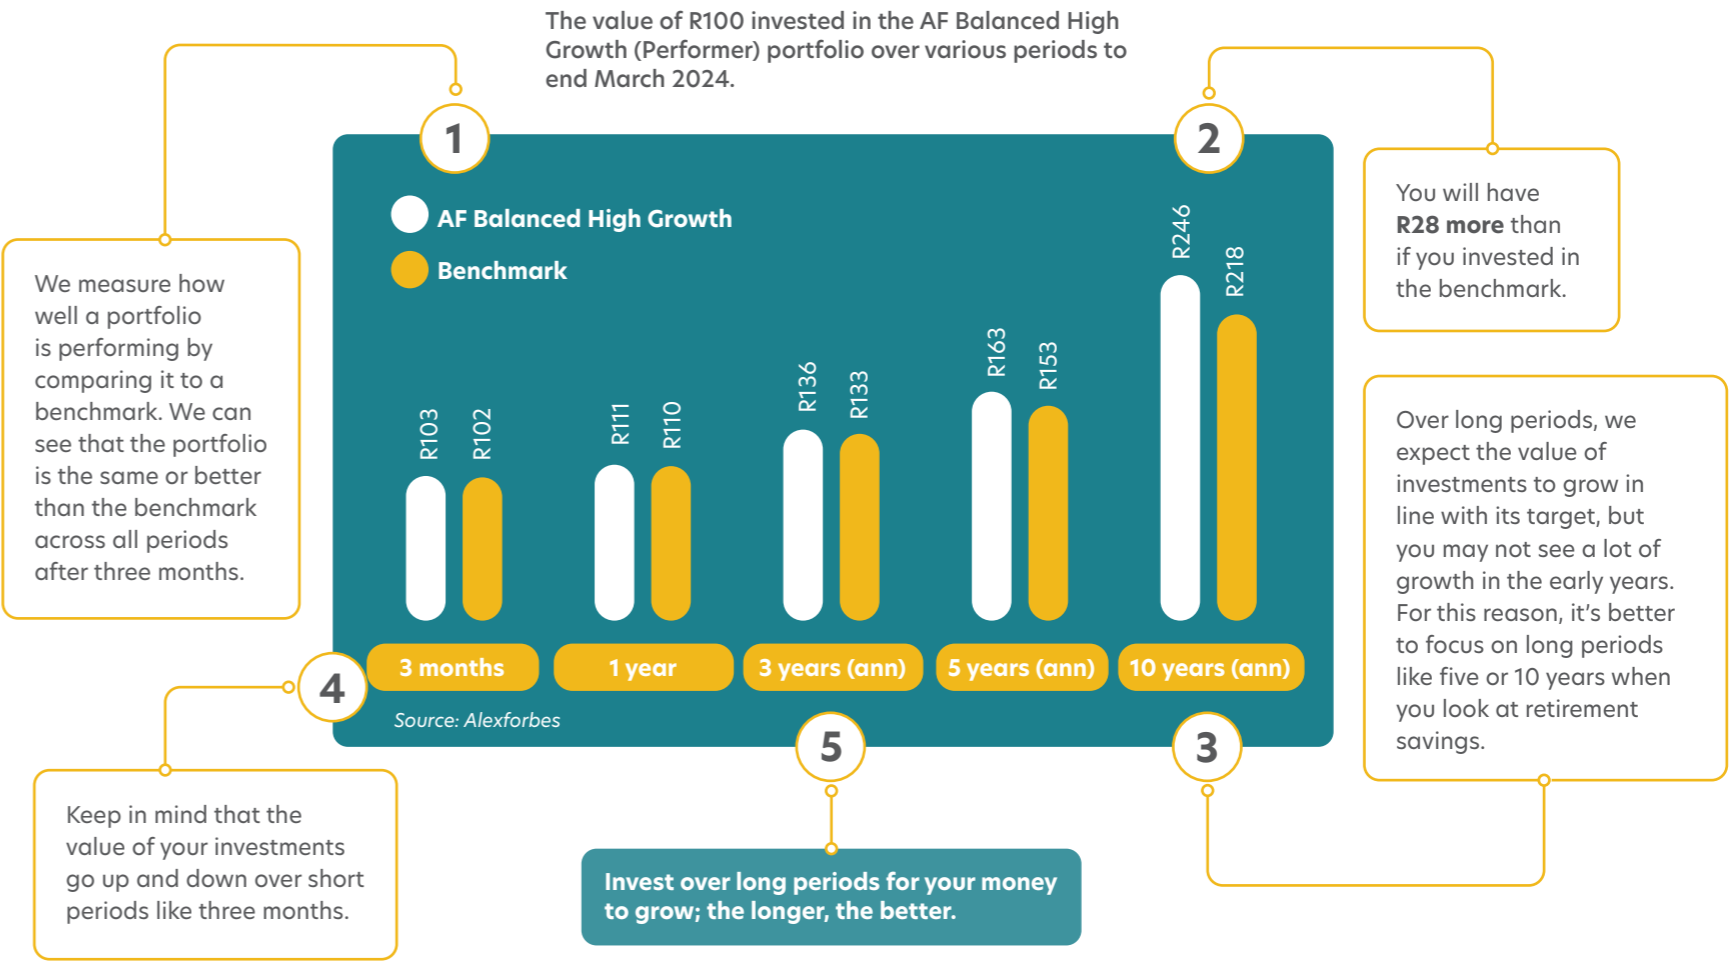 The value of R100 invested in the AF Balanced High
Growth (Performer) portfolio over various periods to
end March 2024.
1
We measure how
well a portfolio
is performing by
comparing it to a
benchmark. We can
see that the portfolio
is the same or better
than the benchmark
across all periods
after three months.
2
You will have
R28 more than
if you invested in
the benchmark.
AF Balanced High Growth
Benchmark
R103
R102
R111
R110
R136
R133
R163
R153
R246
R218
3 months
1 year
3 years (ann)
5 years (ann)
10 years (ann)
Source: Alexforbes
3
Over long periods, we
expect the value of
investments to grow in
line with its target, but
you may not see a lot of
growth in the early years.
For this reason, it's better
to focus on long periods
like five or 10 years when
you look at retirement
savings.
4
Keep in mind that the
value of your investments
go up and down over short
periods like three months.
5
Invest over long periods for your money
to grow; the longer, the better.